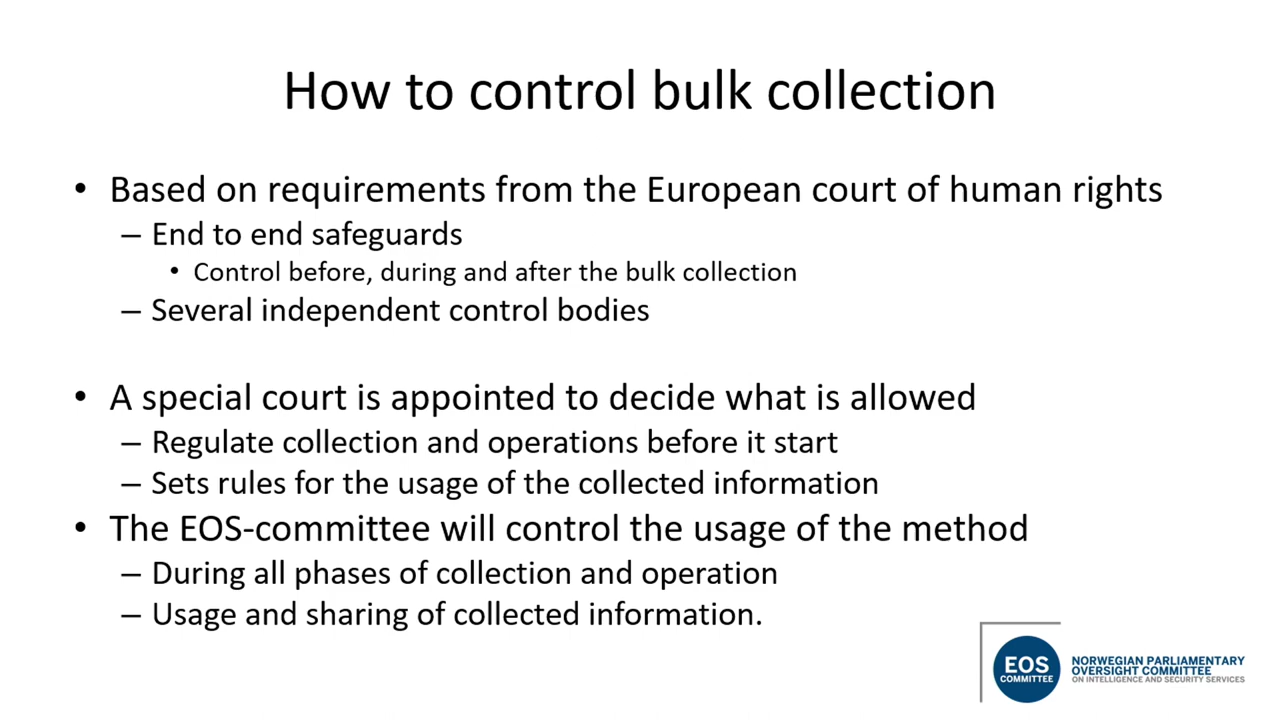 How to control bulk collection
• Based on requirements from the European court of human rights
– End to end safeguards
• Control before, during and after the bulk collection
– Several independent control bodies
• A special court is appointed to decide what is allowed
– Regulate collection and operations before it start
– Sets rules for the usage of the collected information
• The EOS-committee will control the usage of the method
– During all phases of collection and operation
– Usage and sharing of collected information.
EOS
COMMITTEE
NORWEGIAN PARLIAMENTARY
OVERSIGHT COMMITTEE
ON INTELLIGENCE AND SECURITY SERVICES